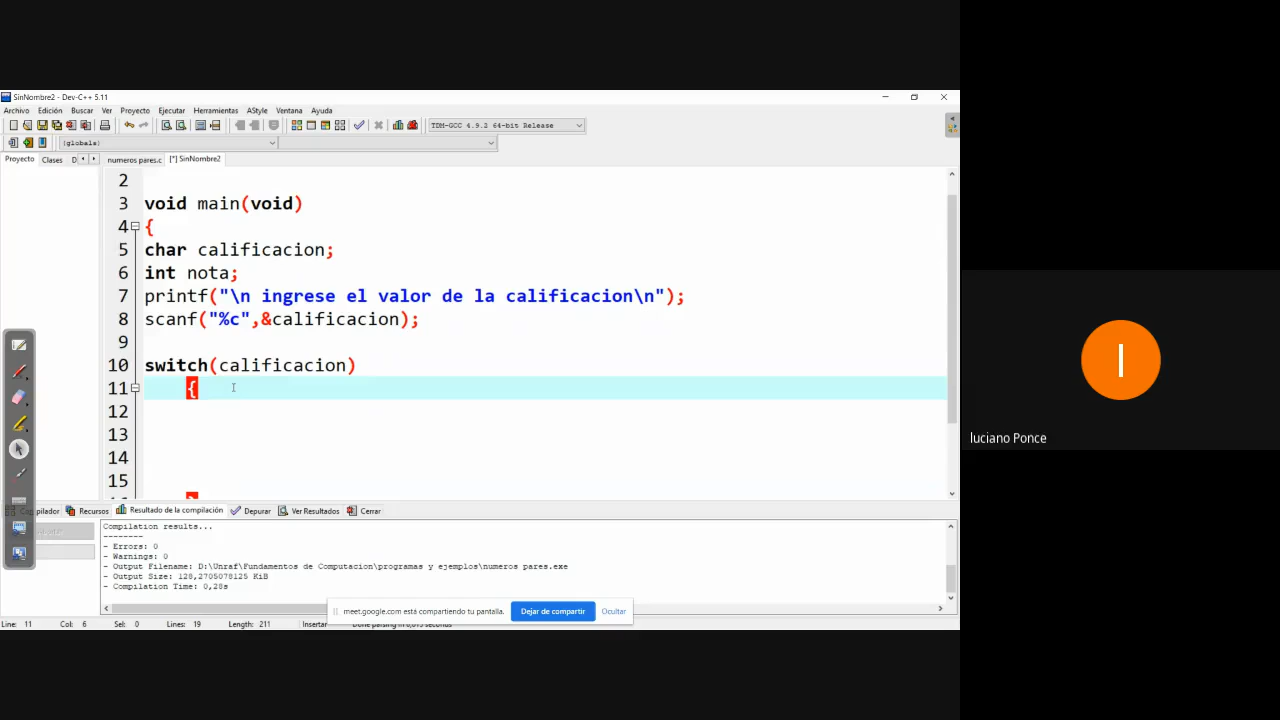 SinNombre2 - Dev-C++ 5.11
Archivo Edición Buscar Ver Proyecto Ejecutar Herramientas AStyle Ventana Ayuda
TDM-GCC 4.9.2 64-bit Release
(globals)
Proyecto Clases D numeros pares.c [*] SinNombre2
2
3 void main(void)
4 {
5 char calificacion;
6 int nota;
7 printf("\n ingrese el valor de la calificacion\n");
8 scanf("%c",&calificacion);
9
10 switch(calificacion)
11 {
12
13
14
15
I
luciano Ponce
Recursos Resultado de la compilación Depurar Ver Resultados Cerrar
Compilation results...
--------
- Errors: 0
- Warnings: 0
- Output Filename: D:\Unraf\Fundamentos de Computacion\programas y ejemplos\numeros pares.exe
- Output Size: 128,2705078125 KiB
- Compilation Time: 0,28s
meet.google.com está compartiendo tu pantalla. Dejar de compartir Ocultar
Line: 11 Col: 6 Sel: 0 Lines: 19 Length: 211 Insertar